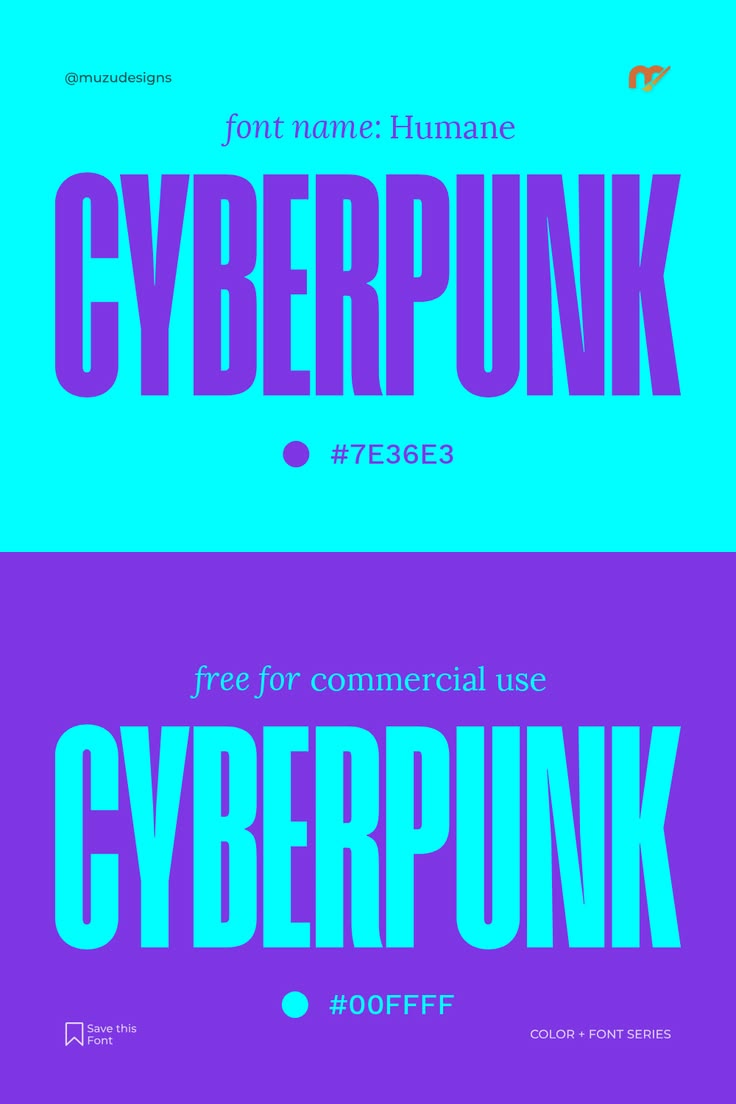 @muzudesigns
font name: Humane
CYBERPUNK
#7E36E3
free for commercial use
CYBERPUNK
#00FFFF
Save this
Font
COLOR + FONT SERIES